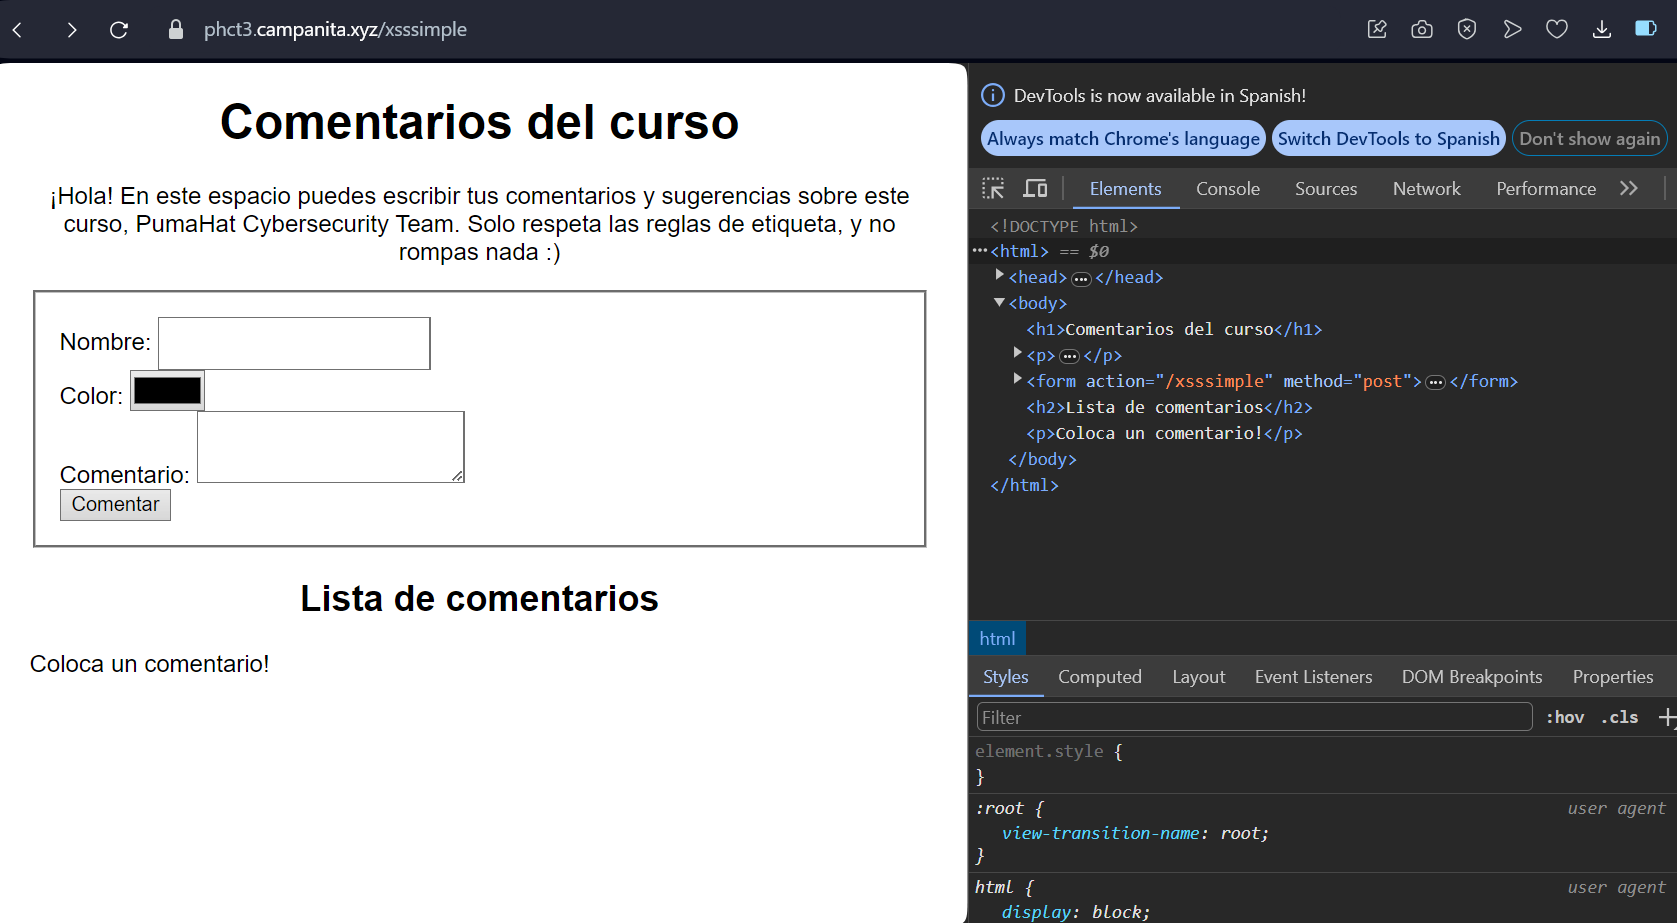 phct3.campanita.xyz/xsssimple
Comentarios del curso
¡Hola! En este espacio puedes escribir tus comentarios y sugerencias sobre este
curso, PumaHat Cybersecurity Team. Solo respeta las reglas de etiqueta, y no
rompas nada :)
Nombre:
Color:
Comentario:
Comentar
Lista de comentarios
Coloca un comentario!
DevTools is now available in Spanish!
Always match Chrome's language Switch DevTools to Spanish Don't show again
Elements Console Sources Network Performance
<!DOCTYPE html>
<html> == $0
<head> </head>
<body>
<h1>Comentarios del curso</h1>
<p> </p>
<form action="/xsssimple" method="post"> </form>
<h2>Lista de comentarios</h2>
<p>Coloca un comentario!</p>
</body>
</html>
html
Styles Computed Layout Event Listeners DOM Breakpoints Properties
Filter :hov .cls
element.style {
}
:root { user agent
view-transition-name: root;
}
html { user agent
display: block;